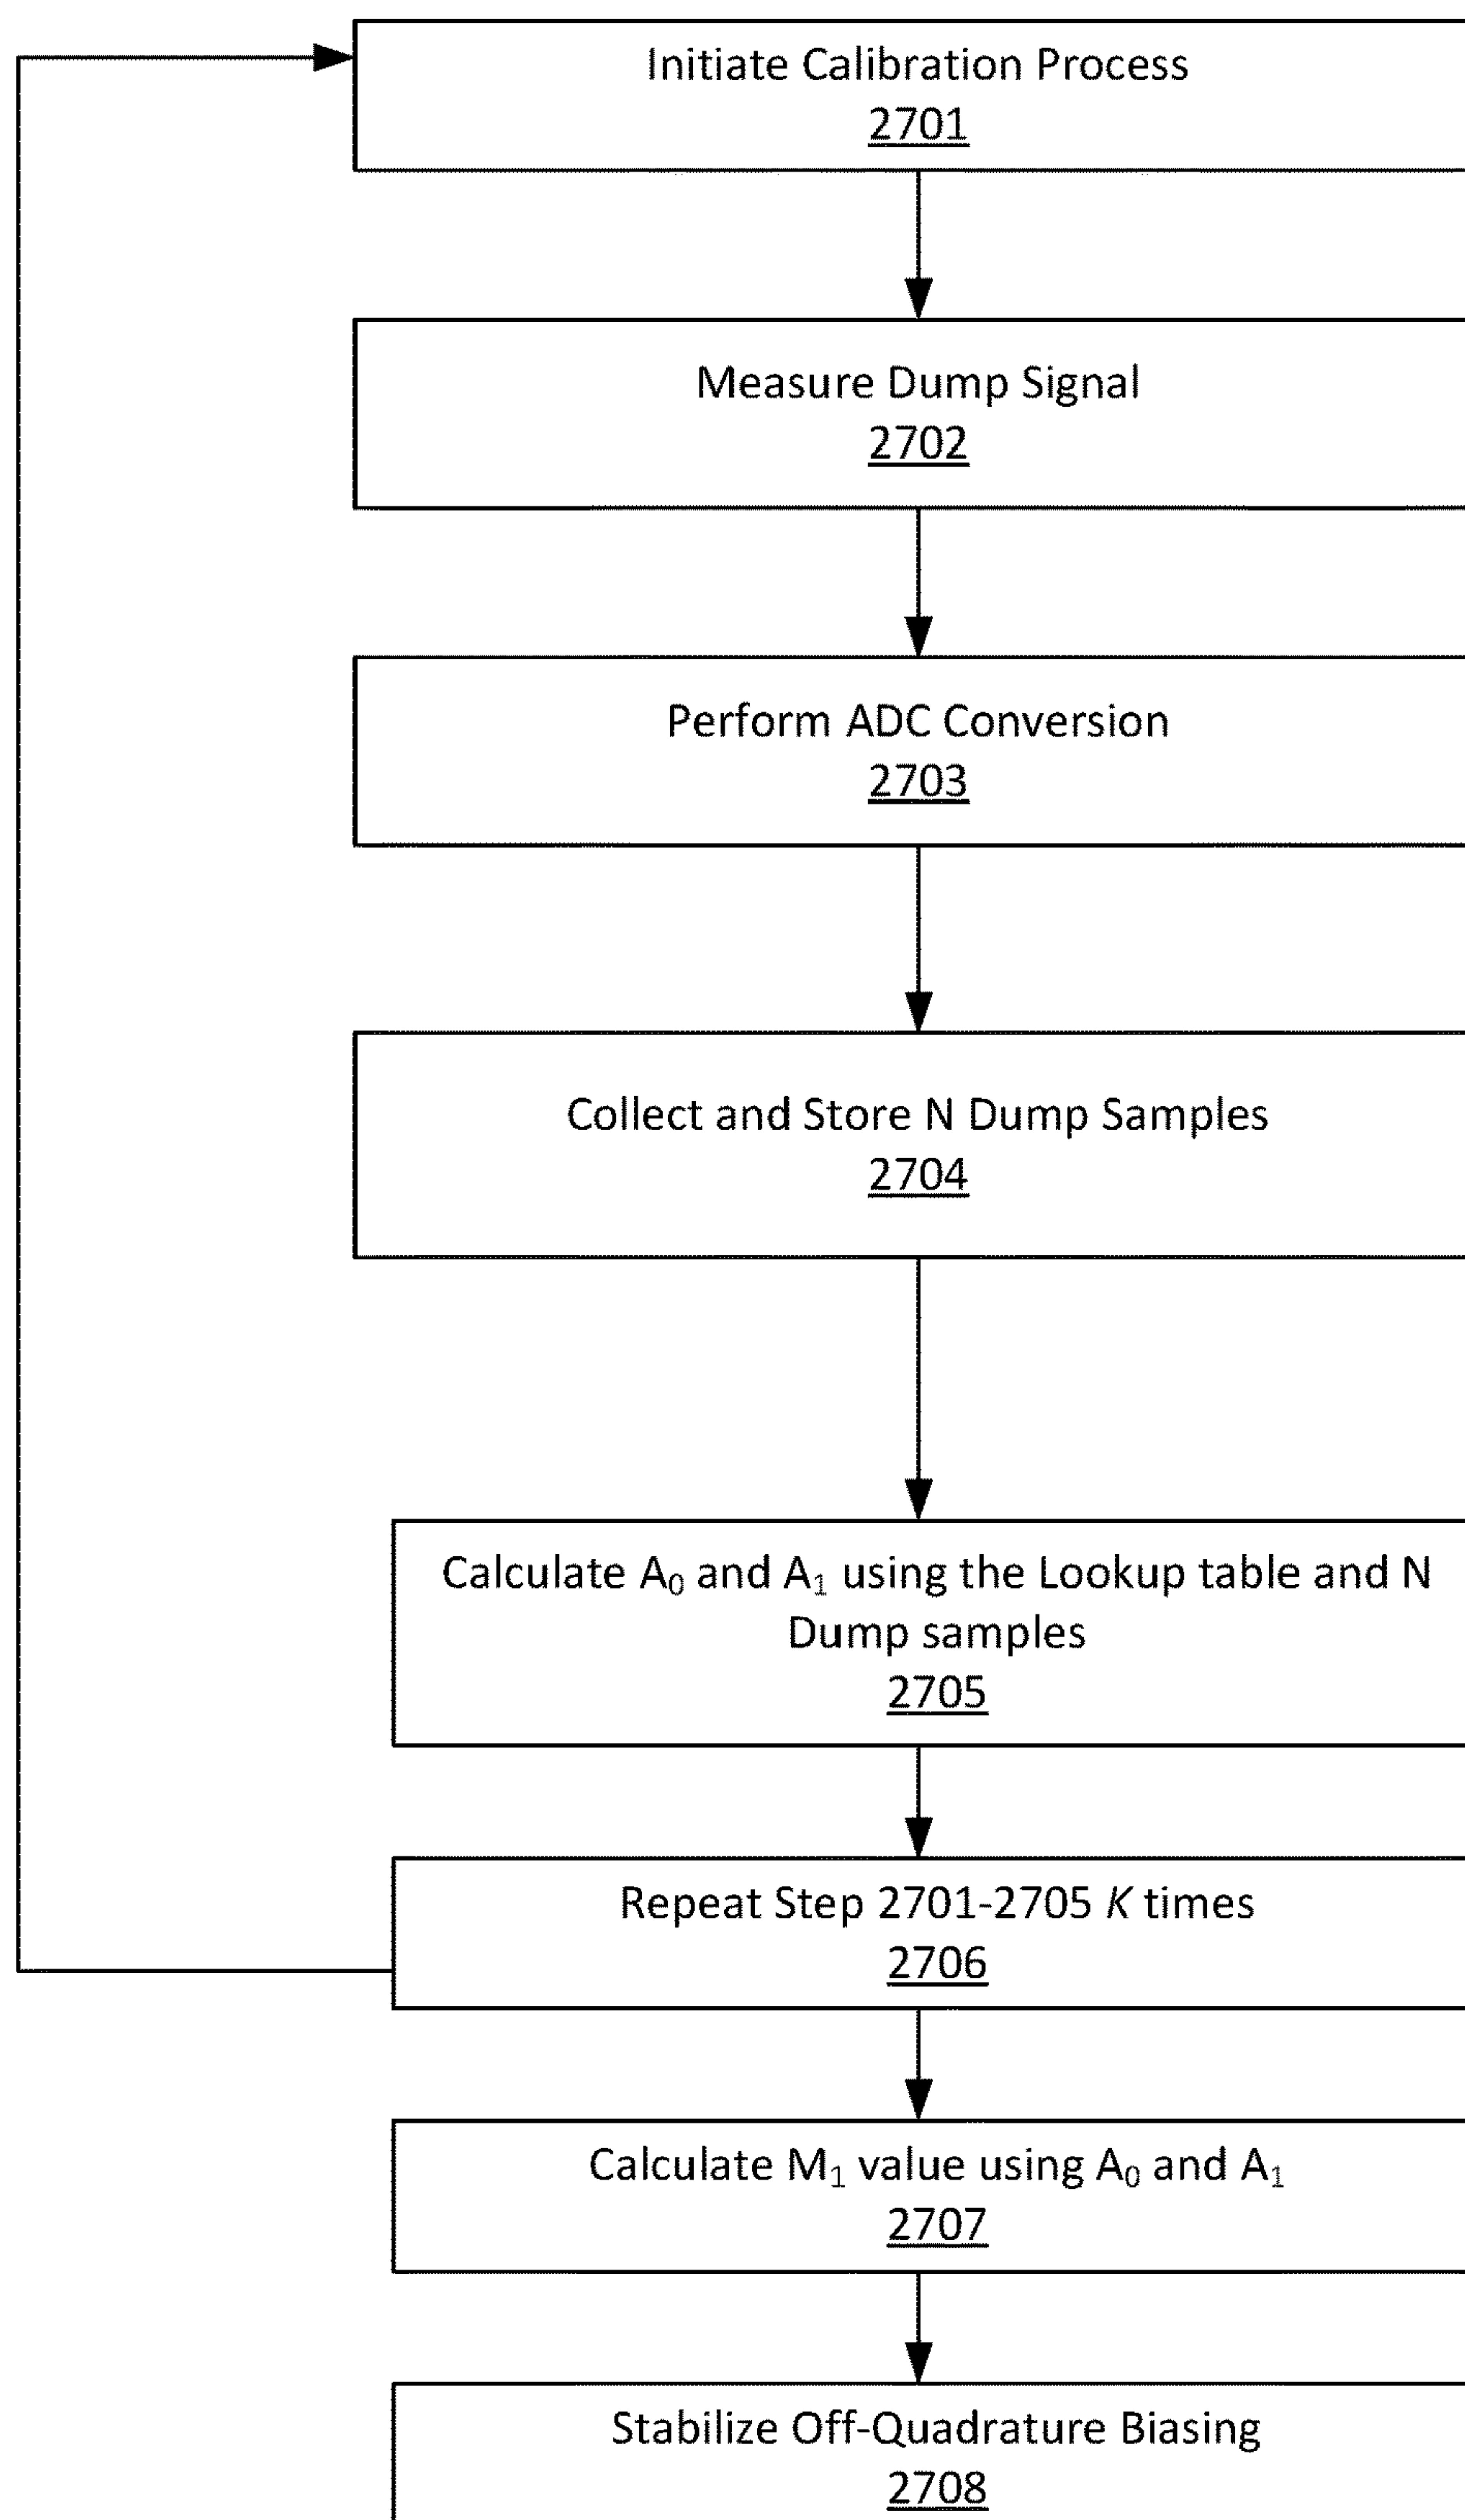 Initiate Calibration Process
2701
Measure Dump Signal
2702
Perform ADC Conversion
2703
Collect and Store N Dump Samples
2704
Calculate A₀ and A₁ using the Lookup table and N
Dump samples
2705
Repeat Step 2701-2705 K times
2706
Calculate M₁ value using A₀ and A₁
2707
Stabilize Off-Quadrature Biasing
2708